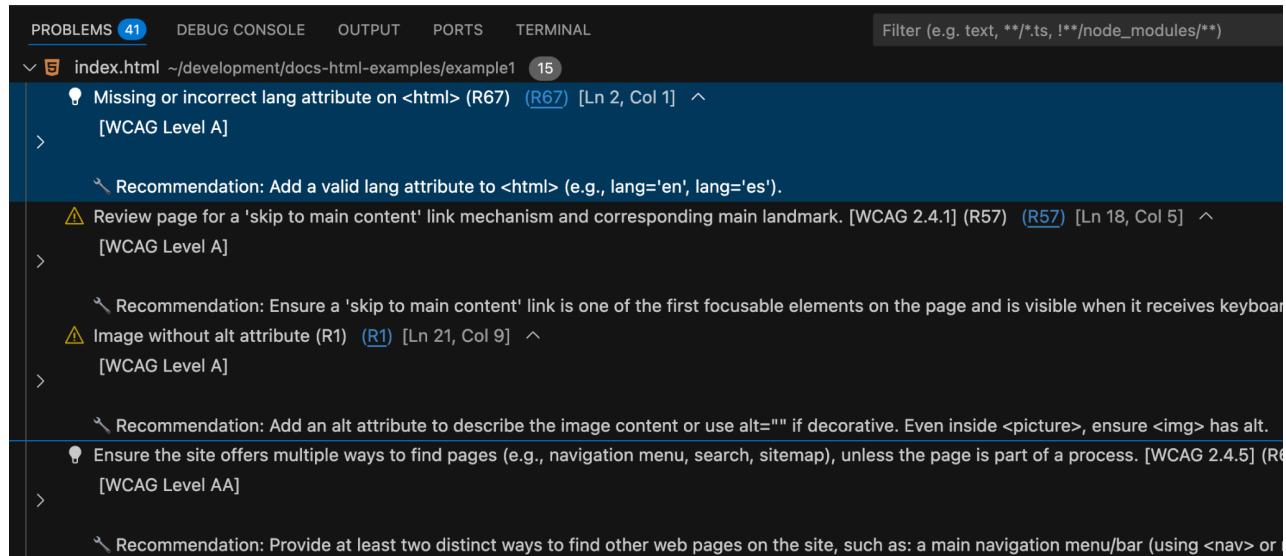 PROBLEMS 41 DEBUG CONSOLE OUTPUT PORTS TERMINAL Filter (e.g. text, **/*.ts, !**/node_modules/**)
index.html ~/development/docs-html-examples/example1 15
Missing or incorrect lang attribute on <html> (R67) (R67) [Ln 2, Col 1]
[WCAG Level A]
Recommendation: Add a valid lang attribute to <html> (e.g., lang='en', lang='es').
Review page for a 'skip to main content' link mechanism and corresponding main landmark. [WCAG 2.4.1] (R57) (R57) [Ln 18, Col 5]
[WCAG Level A]
Recommendation: Ensure a 'skip to main content' link is one of the first focusable elements on the page and is visible when it receives
Image without alt attribute (R1) (R1) [Ln 21, Col 9]
[WCAG Level A]
Recommendation: Add an alt attribute to describe the image content or use alt="" if decorative. Even inside <picture>, ensure <img> has alt.
Ensure the site offers multiple ways to find pages (e.g., navigation menu, search, sitemap), unless the page is part of a process. [WCAG 2.4.5]
[WCAG Level AA]
Recommendation: Provide at least two distinct ways to find other web pages on the site, such as: a main navigation menu/bar (using <nav> or